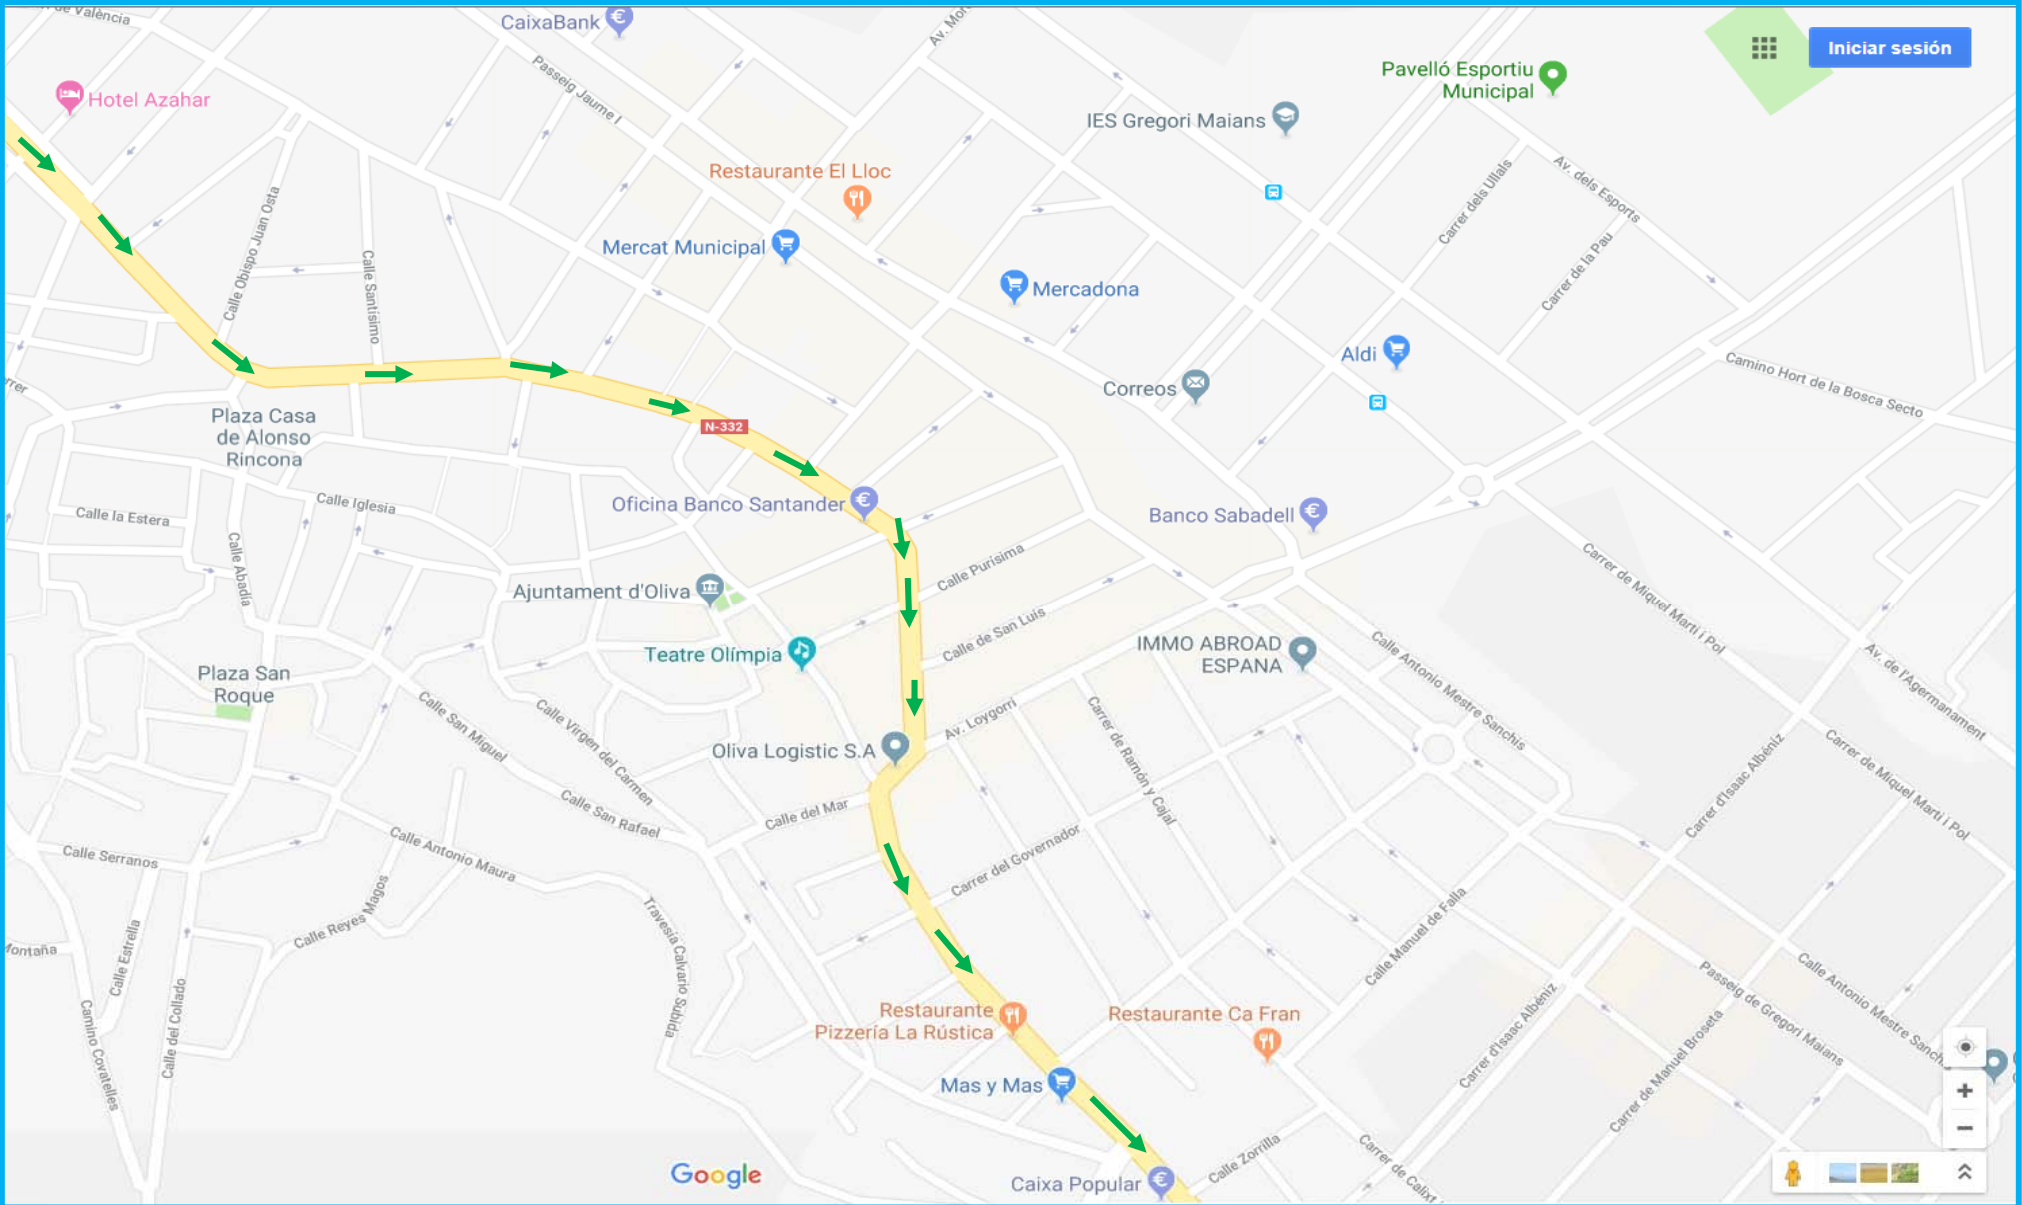 de València
CaixaBank
Av. Mor
Iniciar sesión
Hotel Azahar
Passeig Jaume I
Pavelló Esportiu
Municipal
IES Gregori Maians
Restaurante El Lloc
Av. dels Esports
Carrer dels Ullals
Calle Obispo Juan Osta
Mercat Municipal
Calle Santísimo
Carrer de la Pau
Mercadona
Aldi
Camino Hort de la Bosca Secto
Correos
rrer
Plaza Casa
de Alonso
Rincona
N-332
Calle Iglesia
Oficina Banco Santander
Calle la Estera
Banco Sabadell
Calle Abadía
Calle Purísima
Carrer de Miquel Martí i Pol
Ajuntament d'Oliva
Calle de San Luis
Teatre Olímpia
IMMO ABROAD
ESPANA
Calle Antonio Mestre Sanchis
Av. de l'Agermanament
Plaza San
Roque
Calle San Miguel
Calle Virgen del Carmen
Av. Loygorri
Carrer de Ramón y Cajal
Oliva Logistic S.A
Carrer d'Isaac Albéniz
Carrer de Miquel Martí i Pol
Calle San Rafael
Calle del Mar
Calle Serranos
Calle Antonio Maura
Carrer del Governador
Calle Reyes Magos
Travesía Calvario Subida
Calle Manuel de Falla
Montaña
Calle Estrella
Calle del Collado
Camino Covatelles
Passeig de Gregori Maians
Calle Antonio Mestre Sanch
Restaurante
Pizzería La Rústica
Restaurante Ca Fran
Carrer d'Isaac Albéniz
Carrer de Manuel Broseta
Mas y Mas
Calle Zorrilla
Carrer de Calixt
Google
Caixa Popular